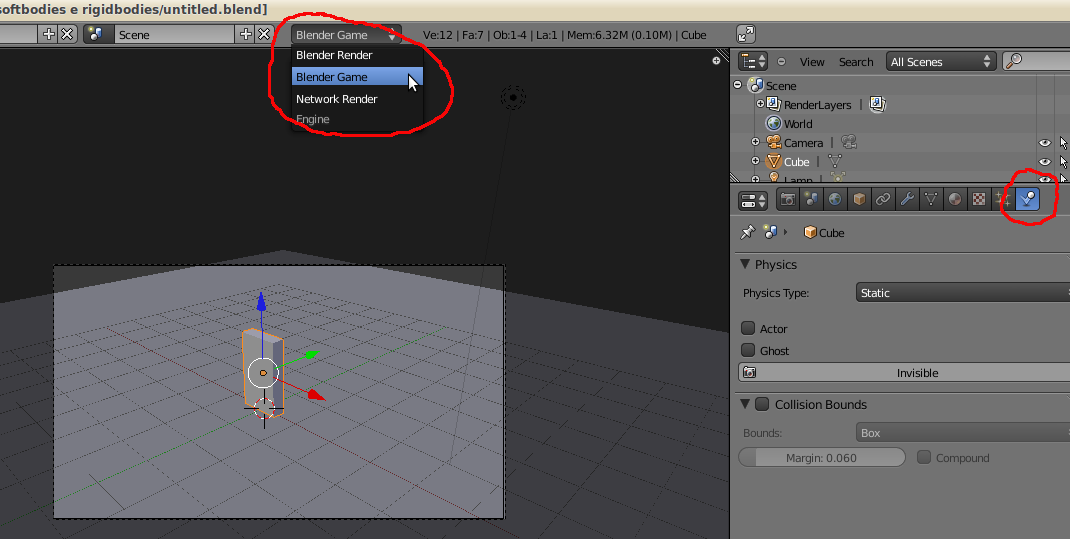 softbodies e rigidbodies/untitled.blend]
Scene
Blender Game
Ve:12 | Fa:7 | Ob:1-4 | La:1 | Mem:6.32M (0.10M) | Cube
Blender Render
Blender Game
Network Render
Engine
View Search All Scenes
Scene
RenderLayers |
World
Camera |
Cube |
Lamp |
Cube
Physics
Physics Type: Static
Actor
Ghost
Invisible
Collision Bounds
Bounds: Box
Margin: 0.060 Compound